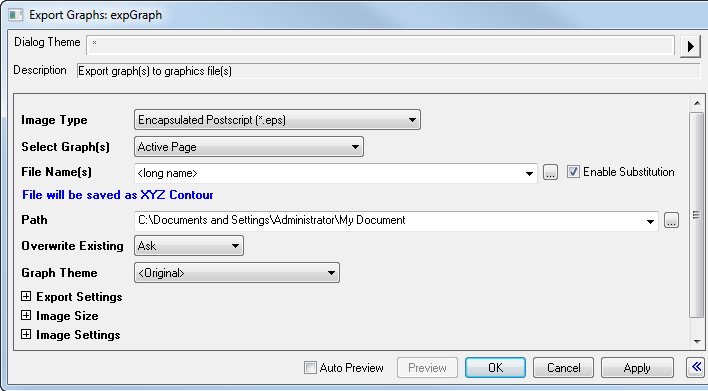 Export Graphs: expGraph
Dialog Theme *
Description Export graph(s) to graphics file(s)
Image Type Encapsulated Postscript (*.eps)
Select Graph(s) Active Page
File Name(s) <long name> ... Enable Substitution
File will be saved as XYZ Contour
Path C:\Documents and Settings\Administrator\My Document ...
Overwrite Existing Ask
Graph Theme <Original>
Export Settings
Image Size
Image Settings
Auto Preview Preview OK Cancel Apply